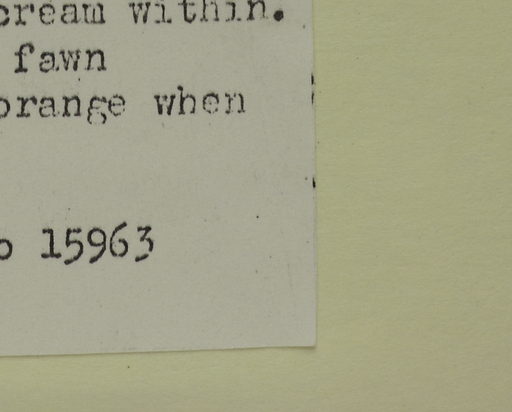 cream within.
fawn
orange when
o 15963